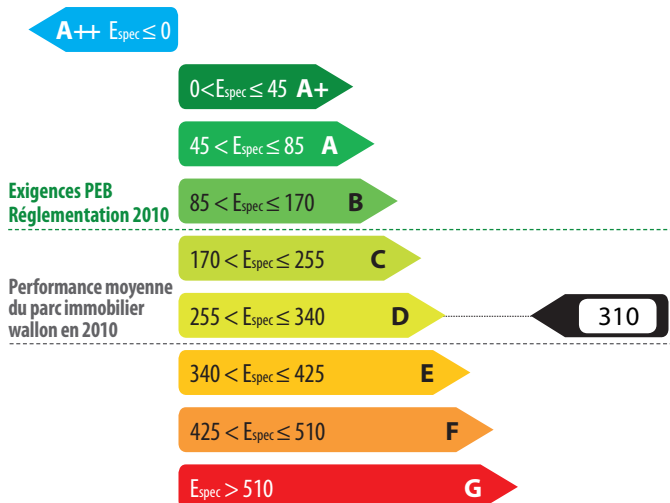 A++ Espec ≤ 0
0 < Espec ≤ 45 A+
45 < Espec ≤ 85 A
Exigences PEB
Réglementation 2010
85 < Espec ≤ 170 B
170 < Espec ≤ 255 C
Performance moyenne
du parc immobilier
wallon en 2010
255 < Espec ≤ 340 D
310
340 < Espec ≤ 425 E
425 < Espec ≤ 510 F
Espec > 510 G